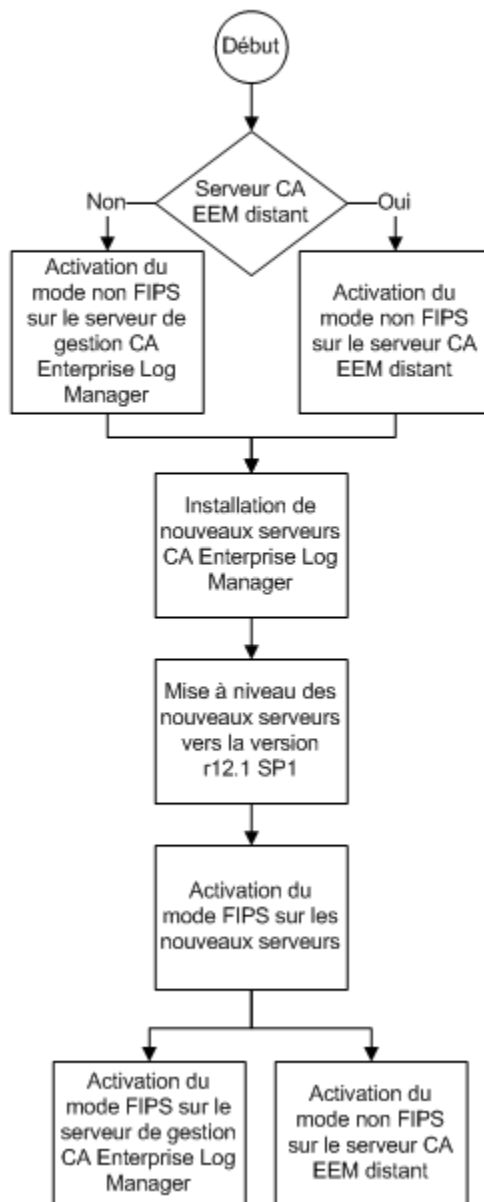 Début
Serveur CA
EEM distant
Non
Oui
Activation du
mode non FIPS
sur le serveur de
gestion CA
Enterprise Log
Manager
Activation du
mode non FIPS
sur le serveur CA
EEM distant
Installation de
nouveaux serveurs
CA Enterprise Log
Manager
Mise à niveau des
nouveaux serveurs
vers la version
r12.1 SP1
Activation du
mode FIPS sur les
nouveaux serveurs
Activation du
mode FIPS sur le
serveur de gestion
CA Enterprise Log
Manager
Activation du
mode non FIPS
sur le serveur CA
EEM distant